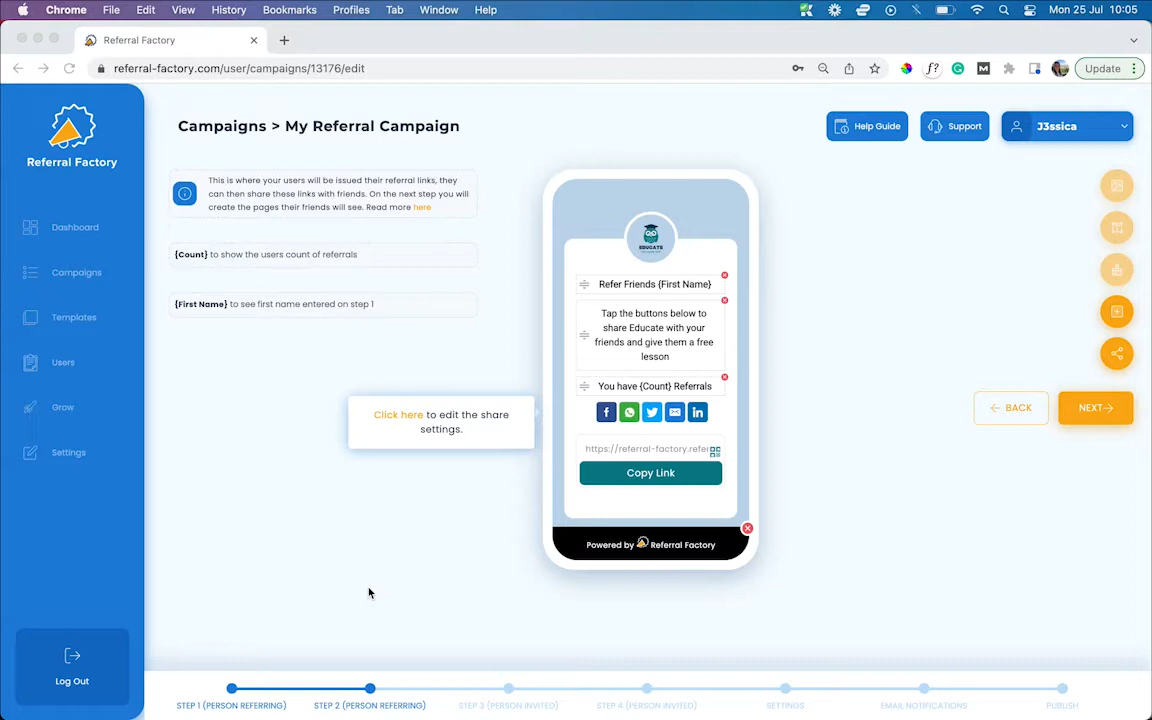 Chrome File Edit View History Bookmarks Profiles Tab Window Help
Mon 25 Jul 10:05
Referral Factory
referral-factory.com/user/campaigns/13176/edit
f?
M
Update
Referral Factory
Dashboard
Campaigns
Templates
Users
Grow
Settings
Log Out
Campaigns > My Referral Campaign
Help Guide
Support
J3ssica
This is where your users will be issued their referral links, they
can then share these links with friends. On the next step you will
create the pages their friends will see. Read more here
{Count} to show the users count of referrals
{First Name} to see first name entered on step 1
Click here to edit the share
settings.
EDUCATE
Refer Friends {First Name}
Tap the buttons below to
share Educate with your
friends and give them a free
lesson
You have {Count} Referrals
f
in
https://referral-factory.refer
Copy Link
Powered by Referral Factory
BACK
NEXT
STEP 1 (PERSON REFERRING)
STEP 2 (PERSON REFERRING)
STEP 3 (PERSON INVITED)
STEP 4 (PERSON INVITED)
SETTINGS
EMAIL NOTIFICATIONS
PUBLISH